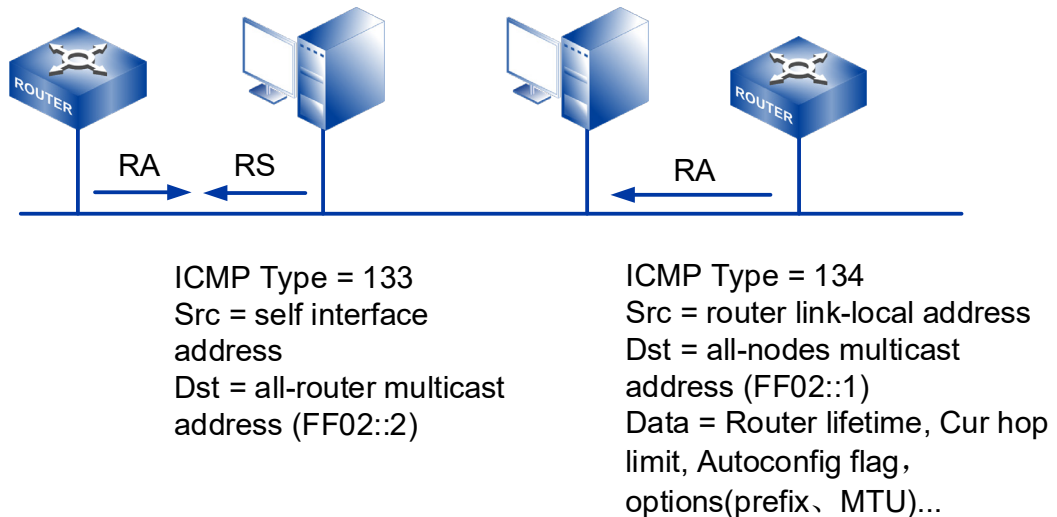 ROUTER
ROUTER
RA
RS
RA
ICMP Type = 133
Src = self interface
address
Dst = all-router multicast
address (FF02::2)
ICMP Type = 134
Src = router link-local address
Dst = all-nodes multicast
address (FF02::1)
Data = Router lifetime, Cur hop
limit, Autoconfig flag，
options(prefix、MTU)...